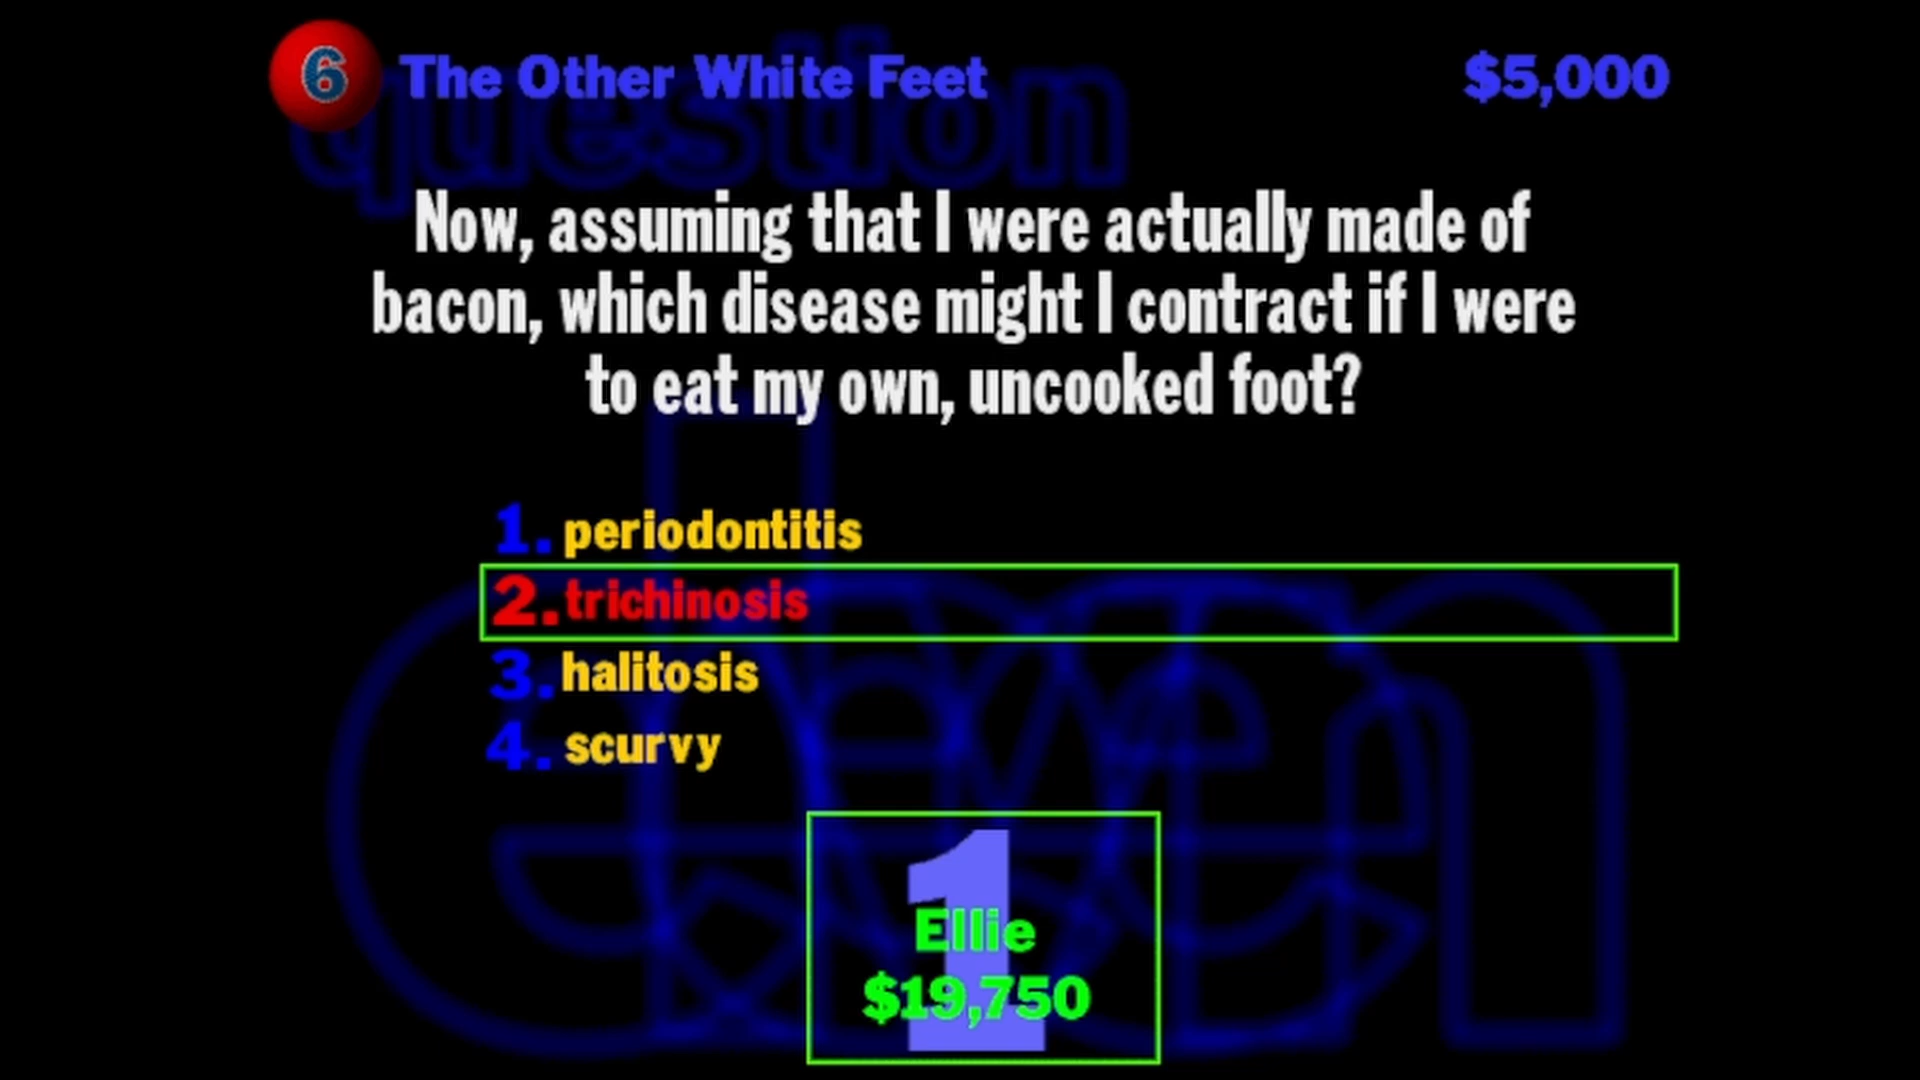 6 The Other White Feet $5,000
question
Now, assuming that I were actually made of
bacon, which disease might I contract if I were
to eat my own, uncooked foot?
1. periodontitis
2. trichinosis
3. halitosis
4. scurvy
1
Ellie
$19,750